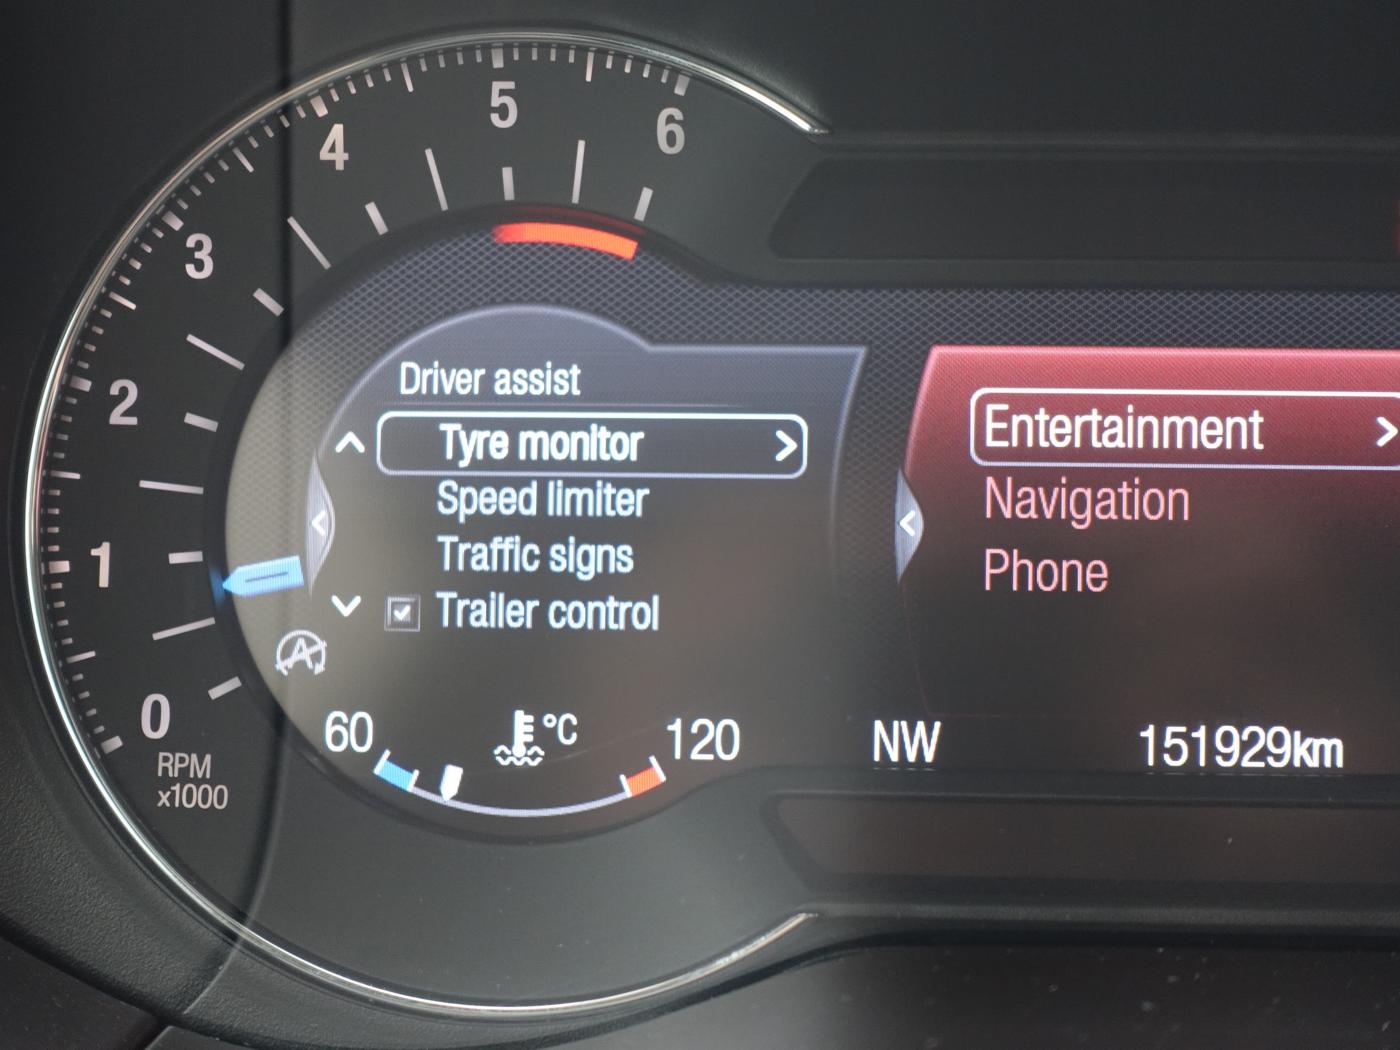 6
5
4
3
2
1
0
RPM
x1000
Driver assist
Tyre monitor
Speed limiter
Traffic signs
Trailer control
A
60
°C
120
Entertainment
Navigation
Phone
NW
151929km